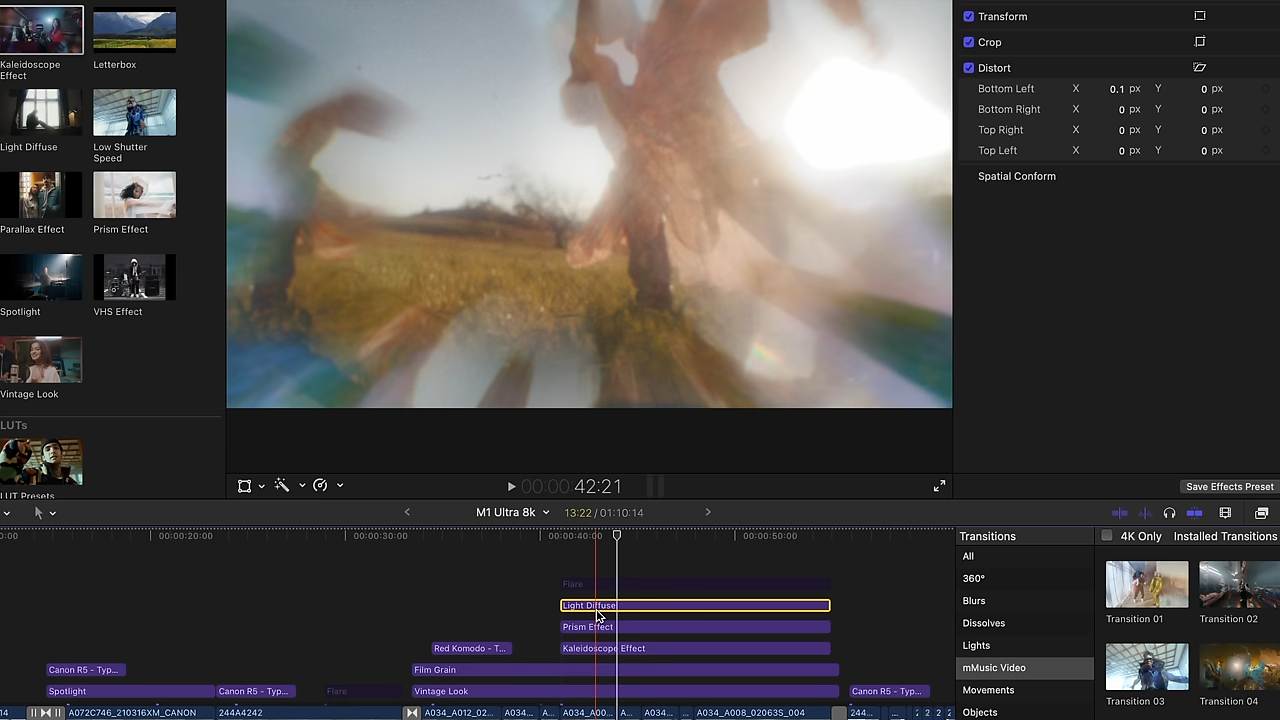 Kaleidoscope
Effect
Letterbox
Light Diffuse
Low Shutter
Speed
Parallax Effect
Prism Effect
Spotlight
VHS Effect
Vintage Look
LUTs
LUT Presets
Transform
Crop
Distort
Bottom Left X 0.1 px Y 0 px
Bottom Right X 0 px Y 0 px
Top Right X 0 px Y 0 px
Top Left X 0 px Y 0 px
Spatial Conform
00:00:42:21
Save Effects Preset
M1 Ultra 8k
13:22 / 01:10:14
0:00
00:00:20:00
00:00:30:00
00:00:40:00
00:00:50:00
Flare
Light Diffuse
Prism Effect
Red Komodo - T...
Kaleidoscope Effect
Canon R5 - Typ...
Film Grain
Spotlight
Canon R5 - Typ...
Flare
Vintage Look
Canon R5 - Typ...
14
A072C746_210316XM_CANON
244A4242
A034_A012_02...
A034...
A...
A034_A00...
A...
A034...
...
A034_A008_02063S_004
244...
...
2 2 2
Transitions
All
360°
Blurs
Dissolves
Lights
mMusic Video
Movements
Objects
4K Only
Installed Transitions
Transition 01
Transition 02
Transition 03
Transition 04